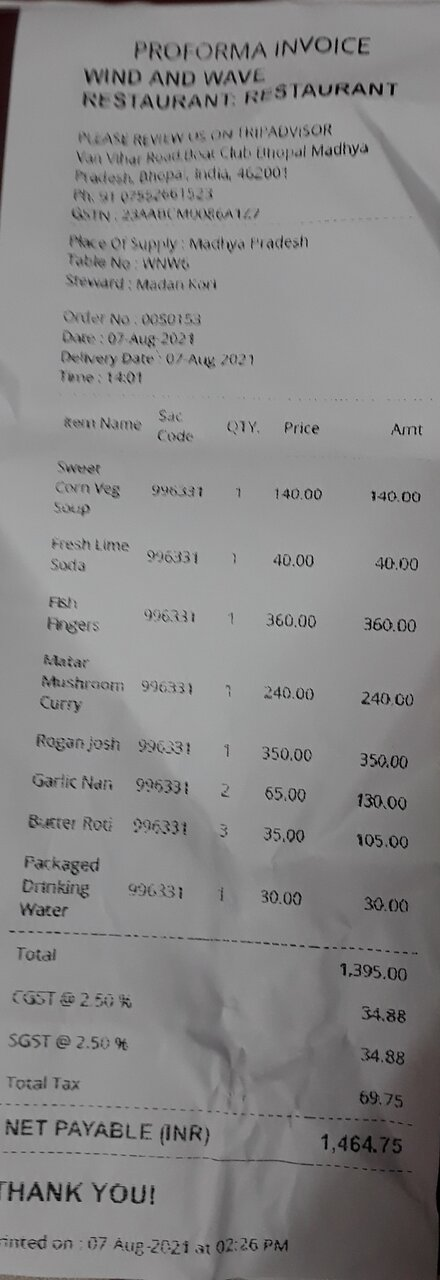 PROFORMA INVOICE
WIND AND WAVE
RESTAURANT: RESTAURANT
PLEASE REVIEW US ON TRIPADVISOR
Van Vihar Road,Boat Club Bhopal Madhya
Pradesh, Bhopal, India, 462001
Ph: 91 07552661523
GSTN : 23AABCM0086A1Z7
Place Of Supply : Madhya Pradesh
Table No : WNW6
Steward : Madan Kori
Order No : 0050153
Date : 07-Aug-2021
Delivery Date : 07-Aug 2021
Time : 14:01
Item Name Sac Code QTY. Price Amt
Sweet
Corn Veg 996331 1 140.00 140.00
Soup
Fresh Lime 996331 1 40.00 40.00
Soda
Fish
Fingers 996331 1 360.00 360.00
Matar
Mushroom 996331 1 240.00 240.00
Curry
Rogan Josh 996331 1 350.00 350.00
Garlic Nan 996331 2 65.00 130.00
Butter Roti 996331 3 35.00 105.00
Packaged
Drinking 996331 1 30.00 30.00
Water
Total 1,395.00
CGST @ 2.50 % 34.88
SGST @ 2.50 % 34.88
Total Tax 69.75
NET PAYABLE (INR) 1,464.75
THANK YOU!
rinted on : 07 Aug-2021 at 02:26 PM